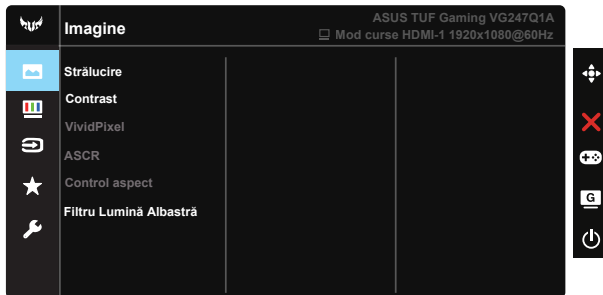 Imagine
ASUS TUF Gaming VG247Q1A
Mod curse HDMI-1 1920x1080@60Hz
Strălucire
Contrast
VividPixel
ASCR
Control aspect
Filtru Lumină Albastră
G